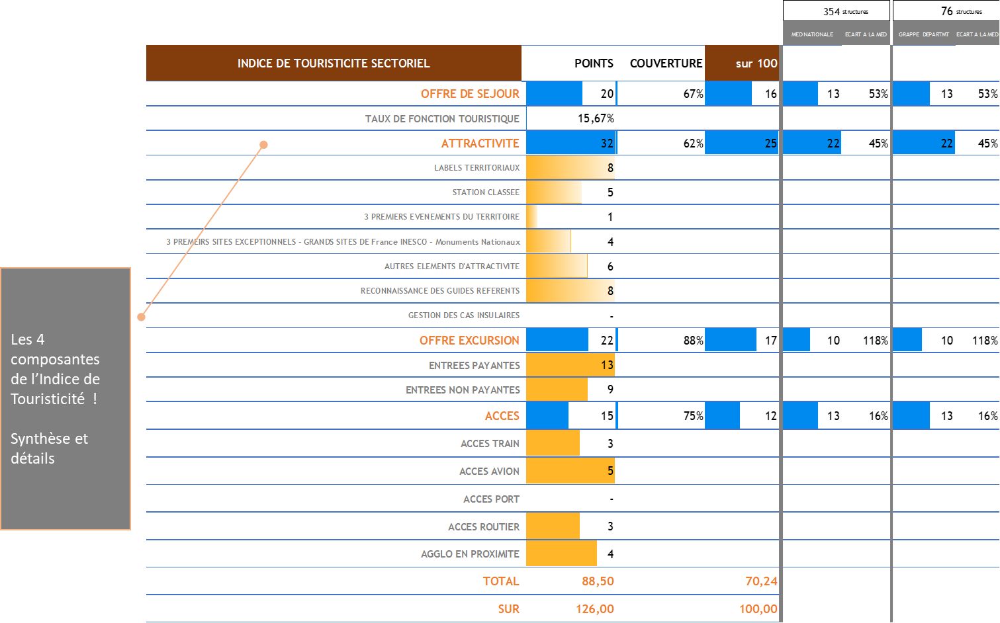 354 structures 76 structures
MED NATIONALE ECART A LA MED GRAPPE DEPARTMT ECART A LA MED
INDICE DE TOURISTICITE SECTORIEL POINTS COUVERTURE sur 100
OFFRE DE SEJOUR 20 67% 16 13 53% 13 53%
TAUX DE FONCTION TOURISTIQUE 15,67%
ATTRACTIVITE 32 62% 25 22 45% 22 45%
LABELS TERRITORIAUX 8
STATION CLASSEE 5
3 PREMIERS EVENEMENTS DU TERRITOIRE 1
3 PREMEIRS SITES EXCEPTIONNELS - GRANDS SITES DE France INESCO - Monuments Nationaux 4
AUTRES ELEMENTS D'ATTRACTIVITE 6
RECONNAISSANCE DES GUIDES REFERENTS 8
GESTION DES CAS INSULAIRES -
OFFRE EXCURSION 22 88% 17 10 118% 10 118%
ENTREES PAYANTES 13
ENTREES NON PAYANTES 9
ACCES 15 75% 12 13 16% 13 16%
ACCES TRAIN 3
ACCES AVION 5
ACCES PORT -
ACCES ROUTIER 3
AGGLO EN PROXIMITE 4
TOTAL 88,50 70,24
SUR 126,00 100,00
Les 4
composantes
de l’Indice de
Touristicité !
Synthèse et
détails